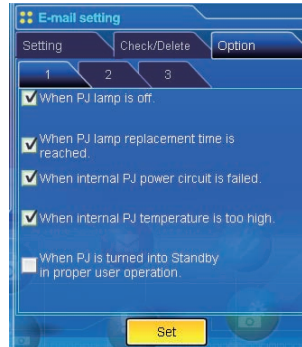 E-mail setting
Setting Check/Delete Option
1 2 3
When PJ lamp is off.
When PJ lamp replacement time is
reached.
When internal PJ power circuit is failed.
When internal PJ temperature is too high.
When PJ is turned into Standby
in proper user operation.
Set